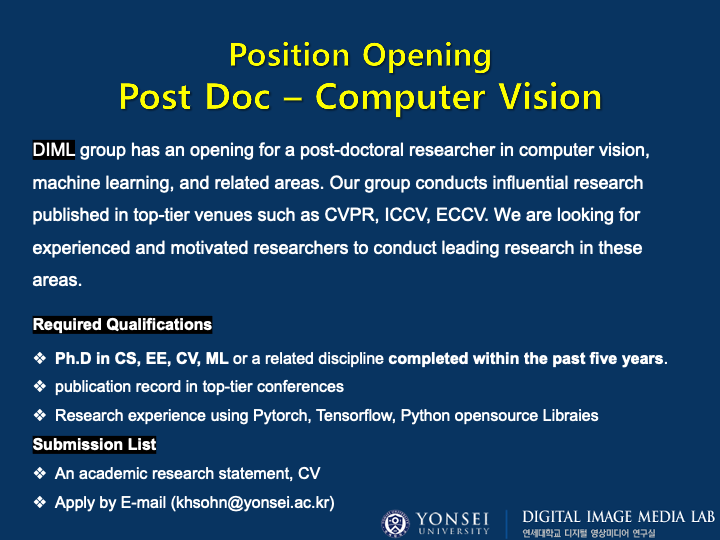 Position Opening
Post Doc – Computer Vision
DIML group has an opening for a post-doctoral researcher in computer vision,
machine learning, and related areas. Our group conducts influential research
published in top-tier venues such as CVPR, ICCV, ECCV. We are looking for
experienced and motivated researchers to conduct leading research in these
areas.
Required Qualifications
❖ Ph.D in CS, EE, CV, ML or a related discipline completed within the past five years.
❖ publication record in top-tier conferences
❖ Research experience using Pytorch, Tensorflow, Python opensource Libraies
Submission List
❖ An academic research statement, CV
❖ Apply by E-mail (khsohn@yonsei.ac.kr)
YONSEI
UNIVERSITY
DIGITAL IMAGE MEDIA LAB
연세대학교 디지털 영상미디어 연구실